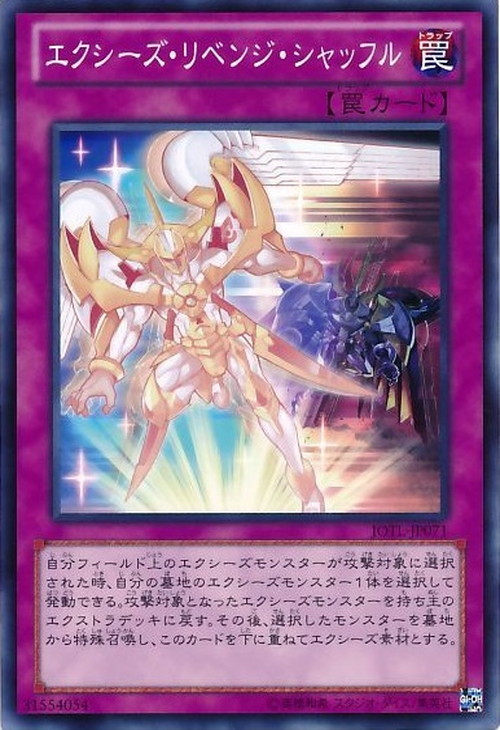 エクシーズ・リベンジ・シャッフル
罠
トラップ
【罠カード】
トラップ
JOTL-JP071
自分フィールド上のエクシーズモンスターが攻撃対象に選択
された時、自分の墓地のエクシーズモンスター1体を選択して
発動できる。攻撃対象となったエクシーズモンスターを持ち主の
エクストラデッキに戻す。その後、選択したモンスターを墓地
から特殊召喚し、このカードを下に重ねてエクシーズ素材とする。
31554054
©高橋和希 スタジオ・ダイス/集英社